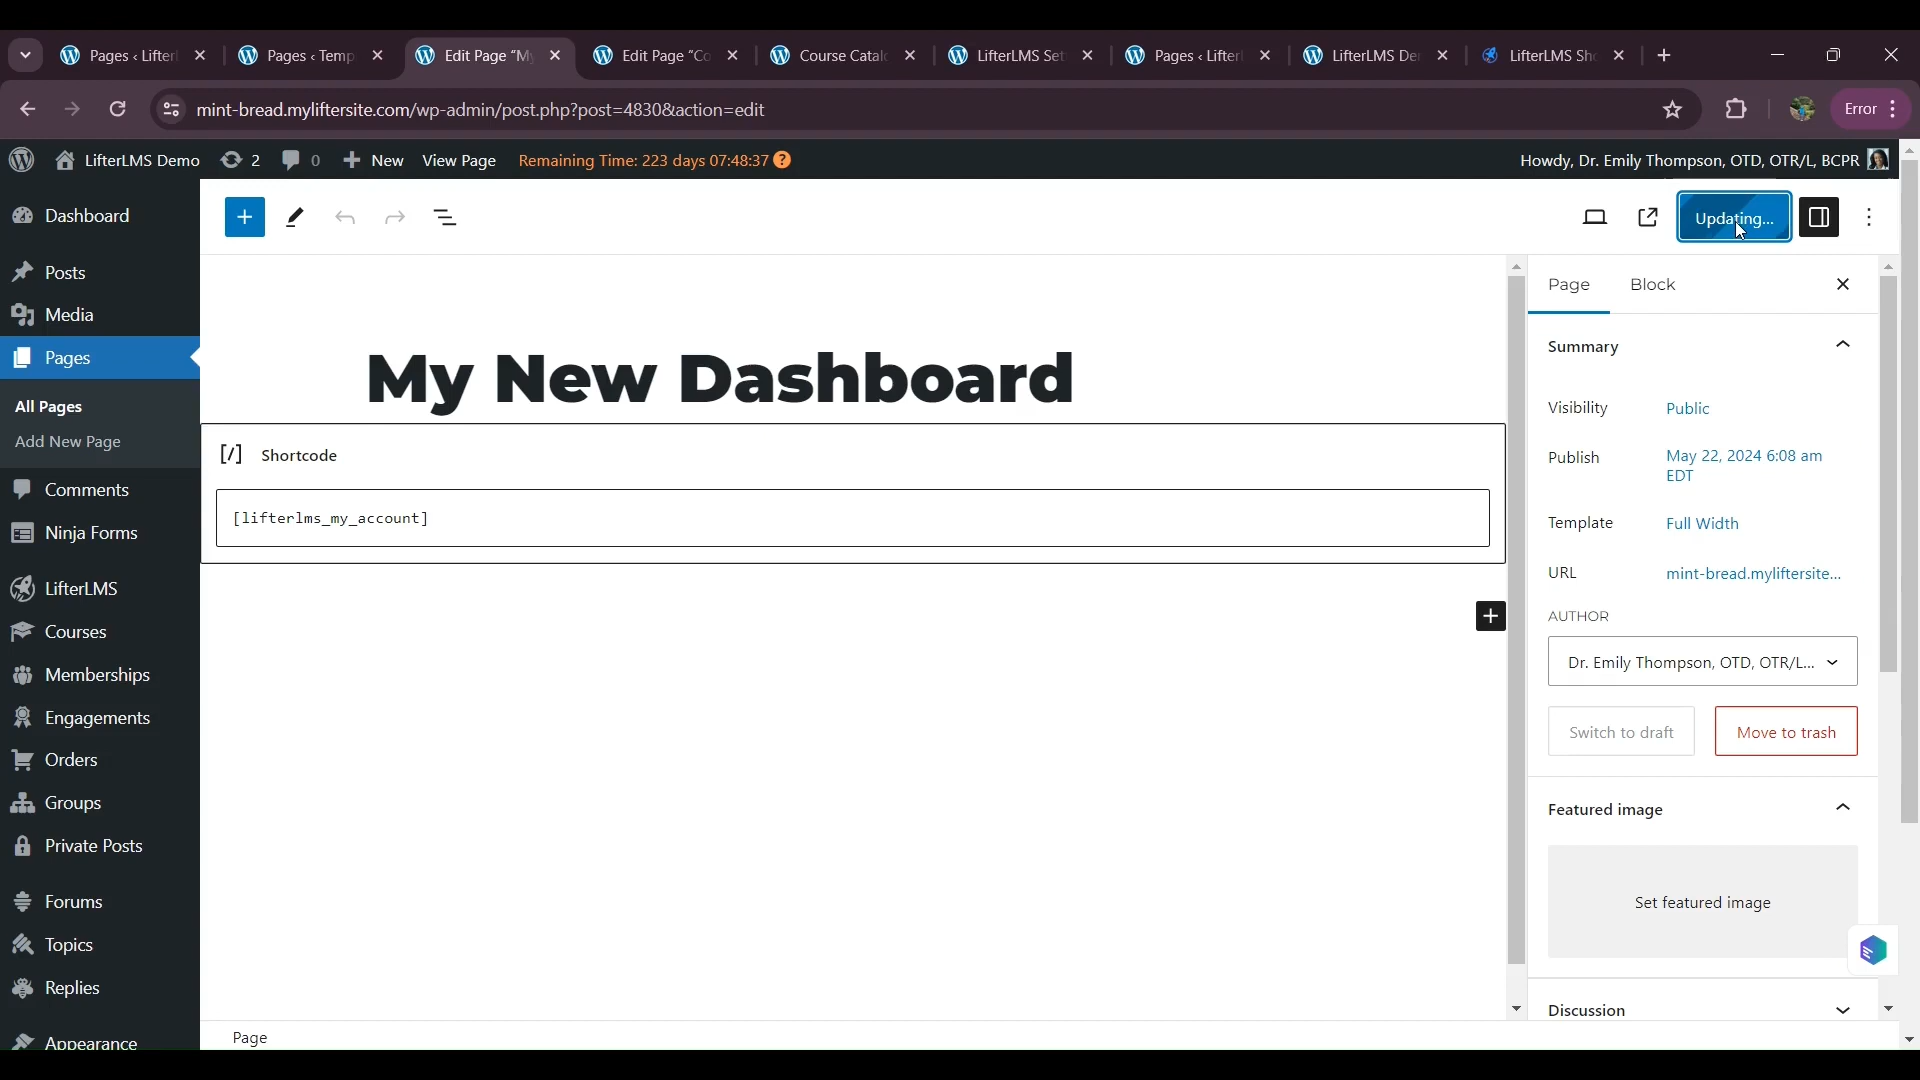 Pages ‹ Lifter
Pages ‹ Temp
Edit Page "My
Edit Page "Co
Course Catal
LifterLMS Set
Pages ‹ Lifter
LifterLMS De
LifterLMS Sho
mint-bread.myliftersite.com/wp-admin/post.php?post=4830&action=edit
Error
LifterLMS Demo
2
0
New
View Page
Remaining Time: 223 days 07:48:37 ?
Howdy, Dr. Emily Thompson, OTD, OTR/L, BCPR
Dashboard
Posts
Media
Pages
All Pages
Add New Page
Comments
Ninja Forms
LifterLMS
Courses
Memberships
Engagements
Orders
Groups
Private Posts
Forums
Topics
Replies
Appearance
Updating...
My New Dashboard
[/] Shortcode
[lifterlms_my_account]
Page
Page
Block
Summary
Visibility
Public
Publish
May 22, 2024 6:08 am
EDT
Template
Full Width
URL
mint-bread.myliftersite...
AUTHOR
Dr. Emily Thompson, OTD, OTR/L...
Switch to draft
Move to trash
Featured image
Set featured image
Discussion